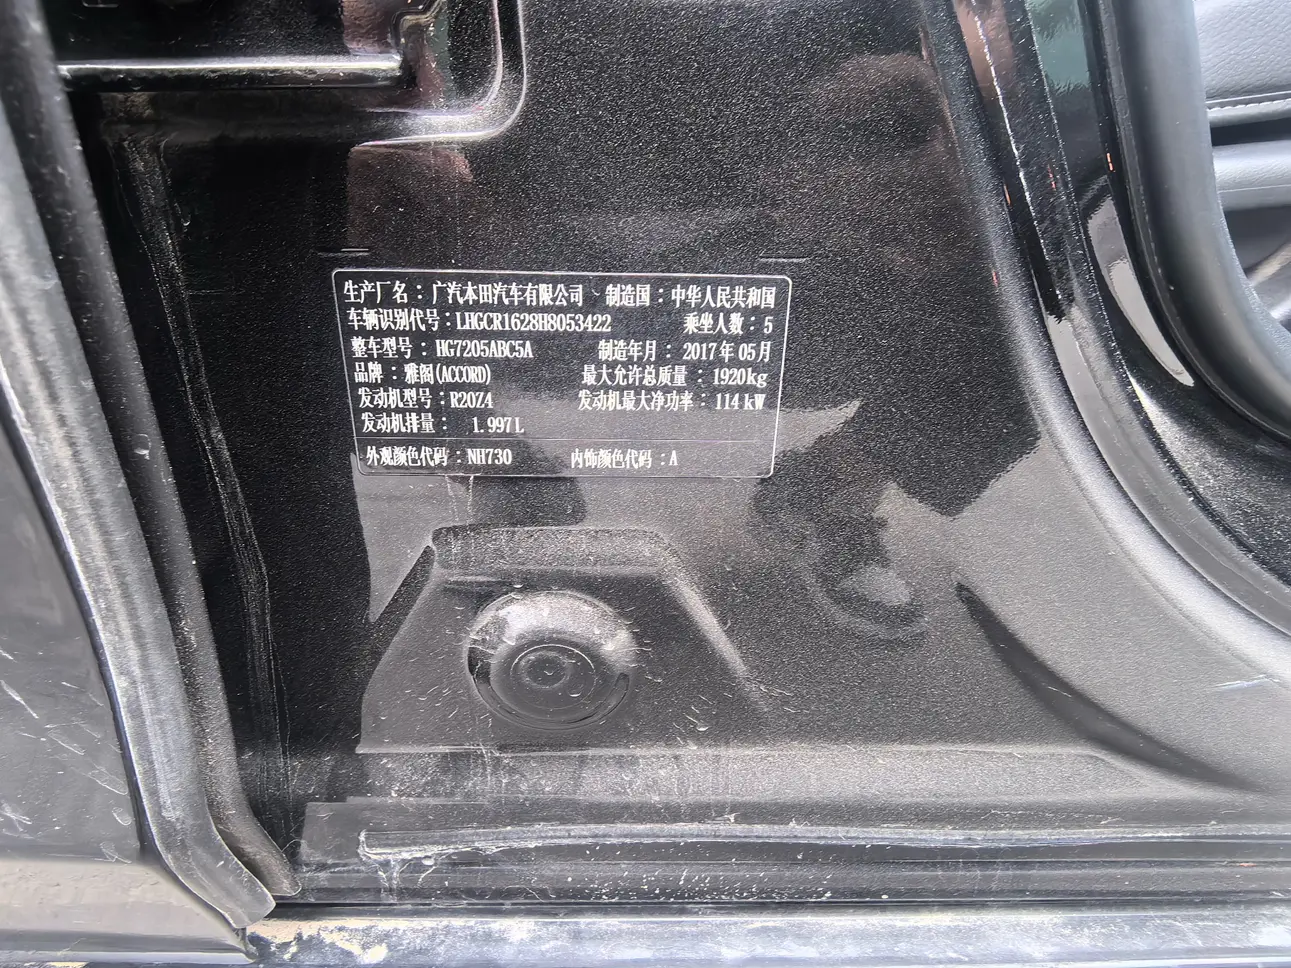 生产厂名：广汽本田汽车有限公司 制造国：中华人民共和国
车辆识别代号：LHGCR1628H8053422 乘坐人数：5
整车型号：HG7205ABC5A 制造年月：2017年05月
品牌：雅阁(ACCORD) 最大允许总质量：1920kg
发动机型号：R20Z4 发动机最大净功率：114kW
发动机排量：1.997L
外观颜色代码：NH730 内饰颜色代码：A